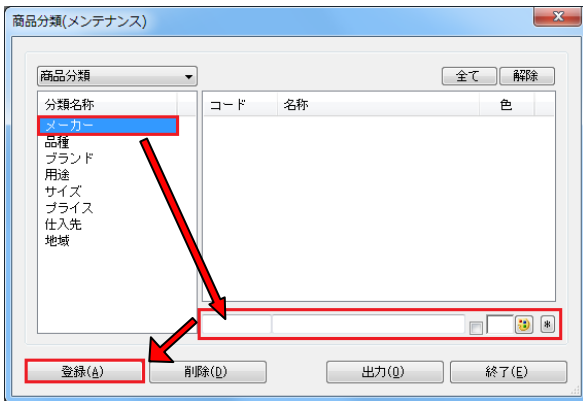 商品分類(メンテナンス)
商品分類
全て
解除
分類名称
コード
名称
色
メーカー
品種
ブランド
用途
サイズ
プライス
仕入先
地域
*
登録(A)
削除(D)
出力(O)
終了(E)